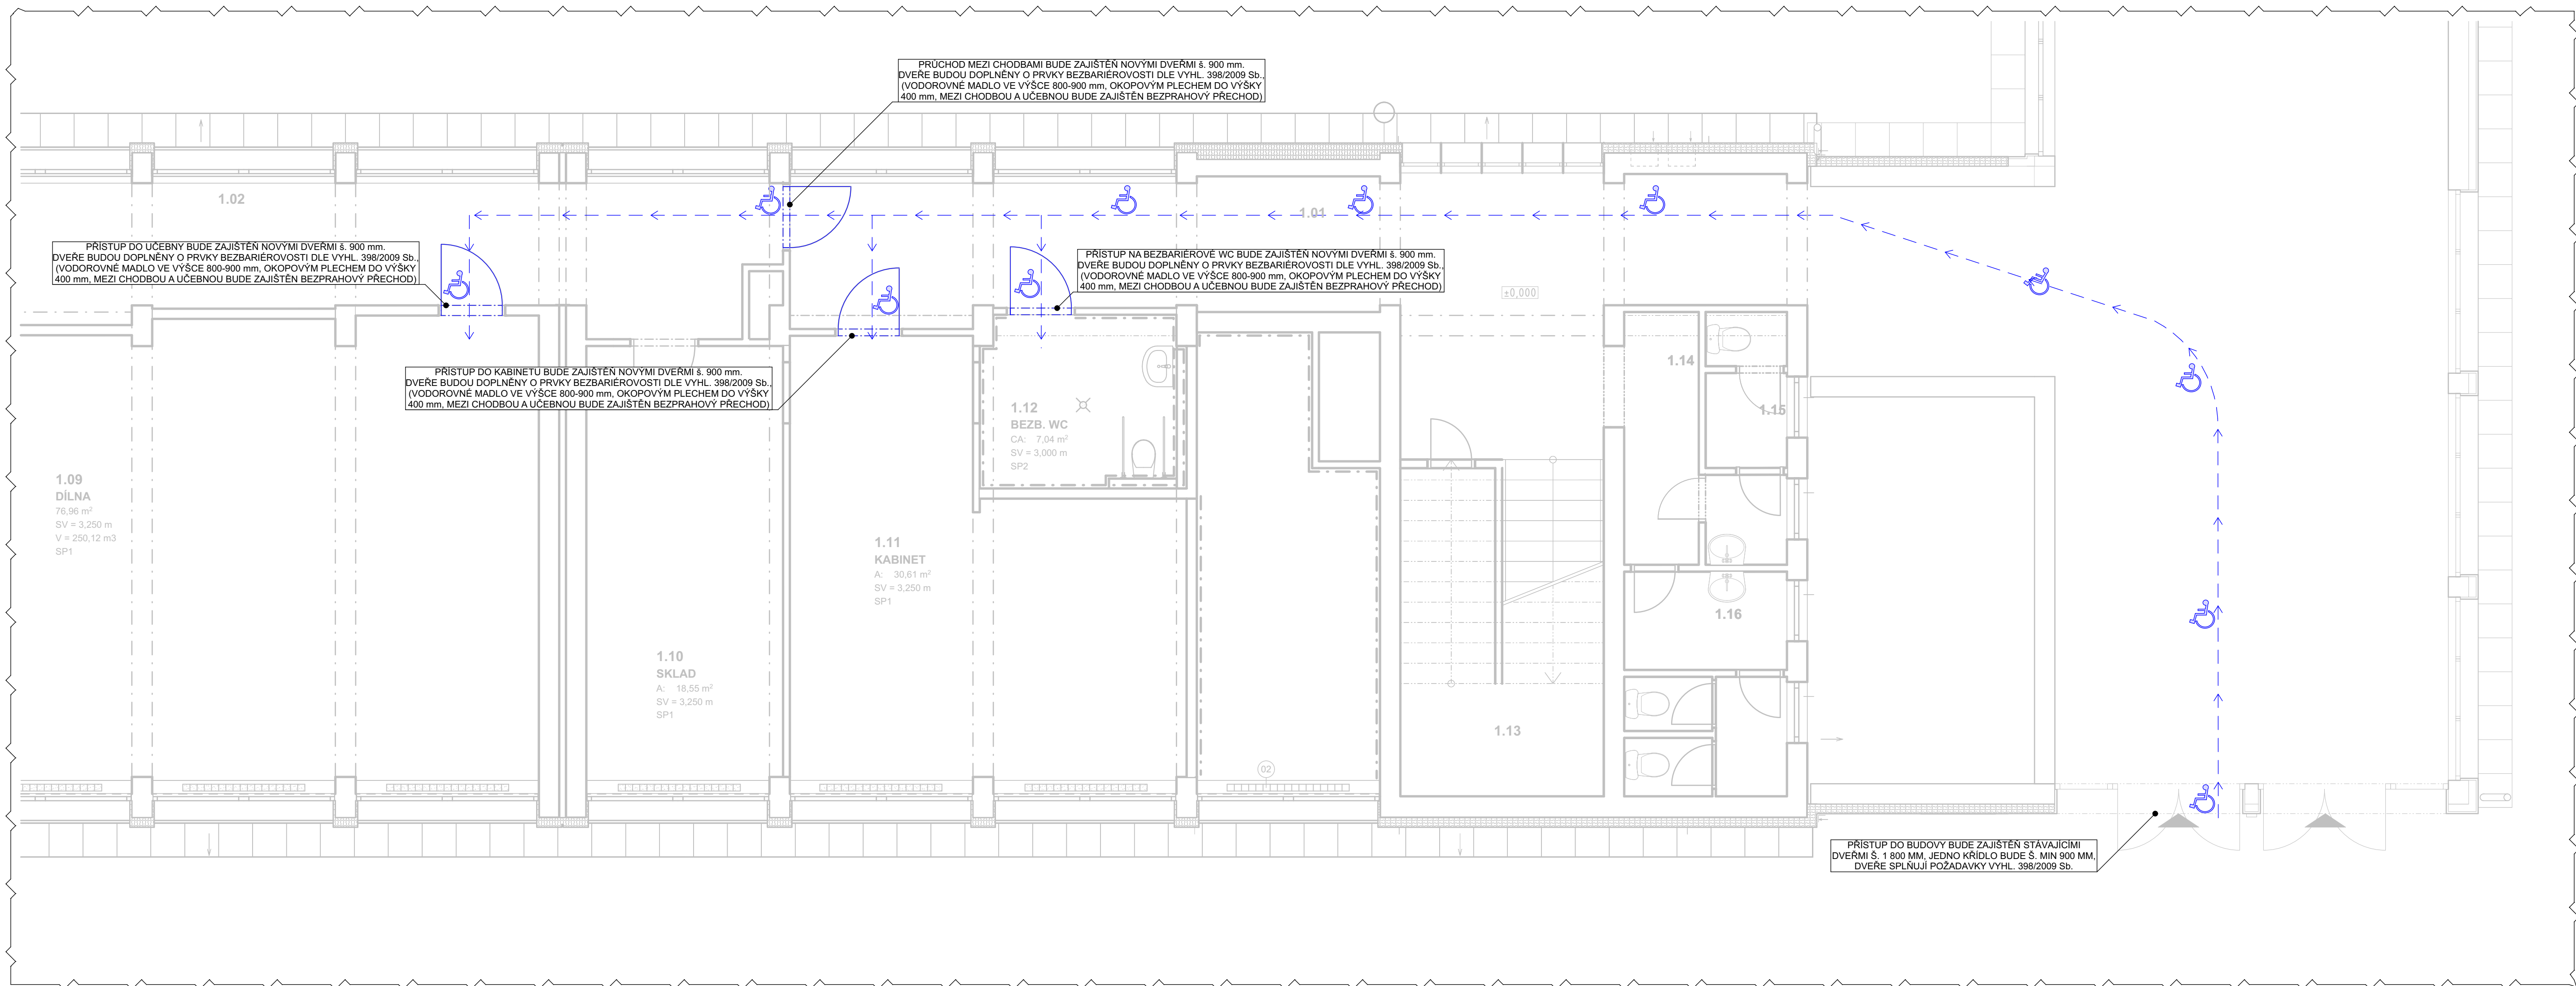 PRŮCHOD MEZI CHODBAMI BUDE ZAJIŠTĚN NOVÝMI DVEŘMI š. 900 mm.
DVEŘE BUDOU DOPLNĚNY O PRVKY BEZBARIÉROVOSTI DLE VYHL. 398/2009 Sb.,
(VODOROVNÉ MADLO VE VÝŠCE 800-900 mm, OKOPOVÝM PLECHEM DO VÝŠKY
400 mm, MEZI CHODBOU A UČEBNOU BUDE ZAJIŠTĚN BEZPRAHOVÝ PŘECHOD)
1.02
1.01
PŘÍSTUP DO UČEBNY BUDE ZAJIŠTĚN NOVÝMI DVEŘMI š. 900 mm.
DVEŘE BUDOU DOPLNĚNY O PRVKY BEZBARIÉROVOSTI DLE VYHL. 398/2009 Sb.,
(VODOROVNÉ MADLO VE VÝŠCE 800-900 mm, OKOPOVÝM PLECHEM DO VÝŠKY
400 mm, MEZI CHODBOU A UČEBNOU BUDE ZAJIŠTĚN BEZPRAHOVÝ PŘECHOD)
PŘÍSTUP NA BEZBARIÉROVÉ WC BUDE ZAJIŠTĚN NOVÝMI DVEŘMI š. 900 mm.
DVEŘE BUDOU DOPLNĚNY O PRVKY BEZBARIÉROVOSTI DLE VYHL. 398/2009 Sb.,
(VODOROVNÉ MADLO VE VÝŠCE 800-900 mm, OKOPOVÝM PLECHEM DO VÝŠKY
400 mm, MEZI CHODBOU A UČEBNOU BUDE ZAJIŠTĚN BEZPRAHOVÝ PŘECHOD)
±0,000
PŘÍSTUP DO KABINETU BUDE ZAJIŠTĚN NOVÝMI DVEŘMI š. 900 mm.
DVEŘE BUDOU DOPLNĚNY O PRVKY BEZBARIÉROVOSTI DLE VYHL. 398/2009 Sb.,
(VODOROVNÉ MADLO VE VÝŠCE 800-900 mm, OKOPOVÝM PLECHEM DO VÝŠKY
400 mm, MEZI CHODBOU A UČEBNOU BUDE ZAJIŠTĚN BEZPRAHOVÝ PŘECHOD)
1.14
1.15
1.12
BEZB. WC
CA: 7,04 m²
SV = 3,000 m
SP2
1.09
DÍLNA
76,96 m²
SV = 3,250 m
V = 250,12 m3
SP1
1.11
KABINET
A: 30,61 m²
SV = 3,250 m
SP1
1.16
1.10
SKLAD
A: 18,55 m²
SV = 3,250 m
SP1
1.13
02
PŘÍSTUP DO BUDOVY BUDE ZAJIŠTĚN STÁVAJÍCÍMI
DVEŘMI Š. 1 800 MM, JEDNO KŘÍDLO BUDE Š. MIN 900 MM,
DVEŘE SPLŇUJÍ POŽADAVKY VYHL. 398/2009 Sb.